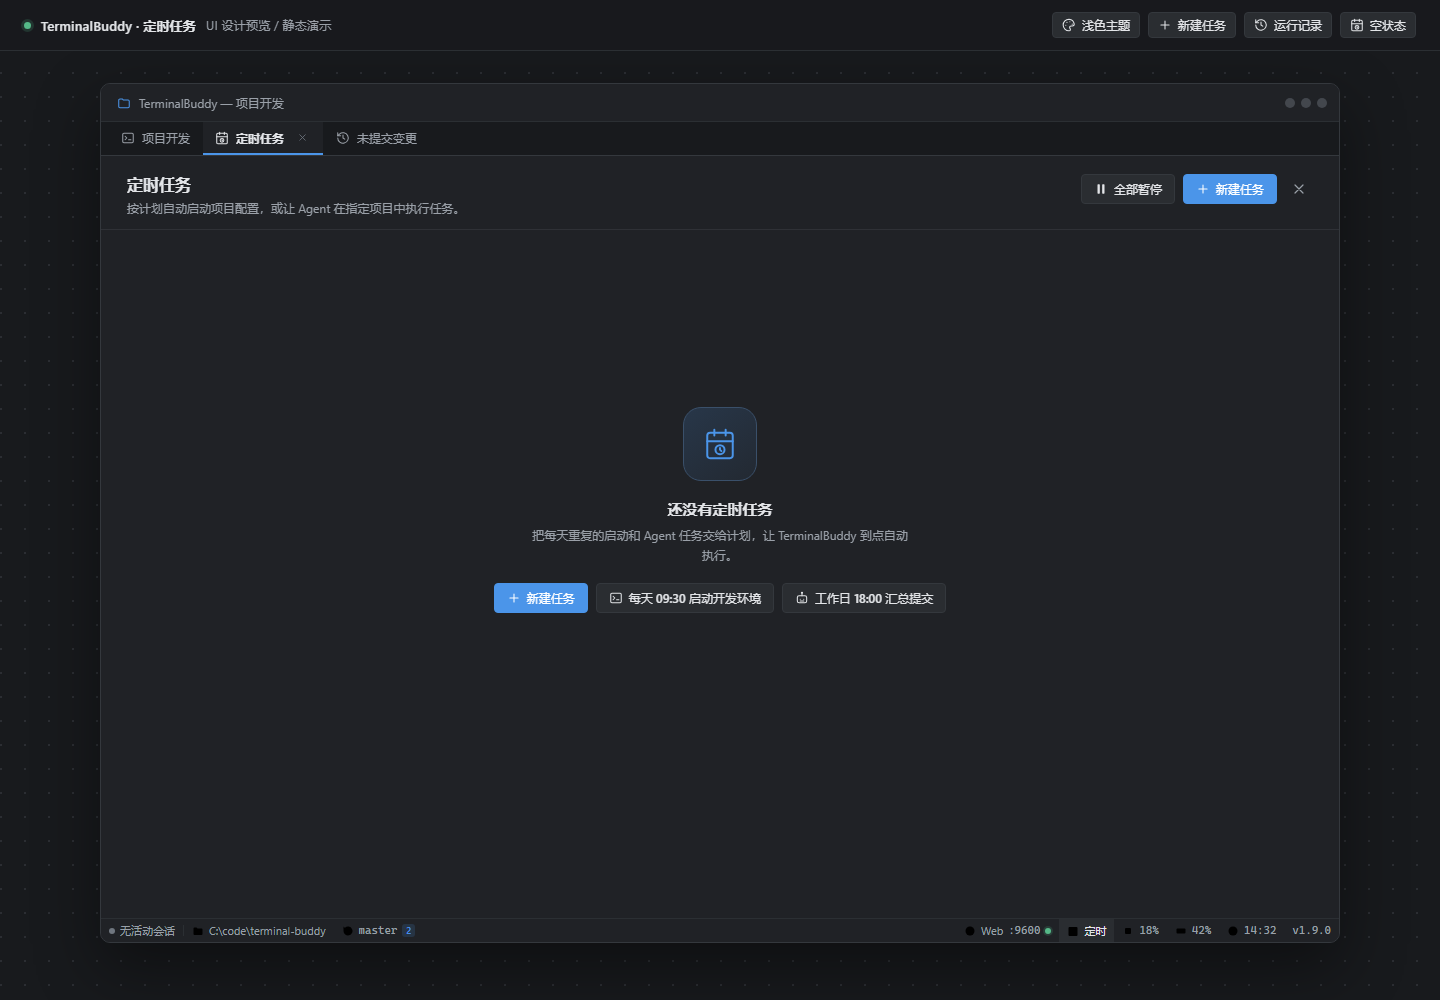 TerminalBuddy · 定时任务 UI 设计预览 / 静态演示
浅色主题
新建任务
运行记录
空状态
TerminalBuddy — 项目开发
项目开发
定时任务
未提交变更
定时任务
按计划自动启动项目配置，或让 Agent 在指定项目中执行任务。
全部暂停
新建任务
还没有定时任务
把每天重复的启动和 Agent 任务交给计划，让 TerminalBuddy 到点自动
执行。
新建任务
每天 09:30 启动开发环境
工作日 18:00 汇总提交
无活动会话
C:\code\terminal-buddy
master 2
Web :9600
定时
18%
42%
14:32
v1.9.0